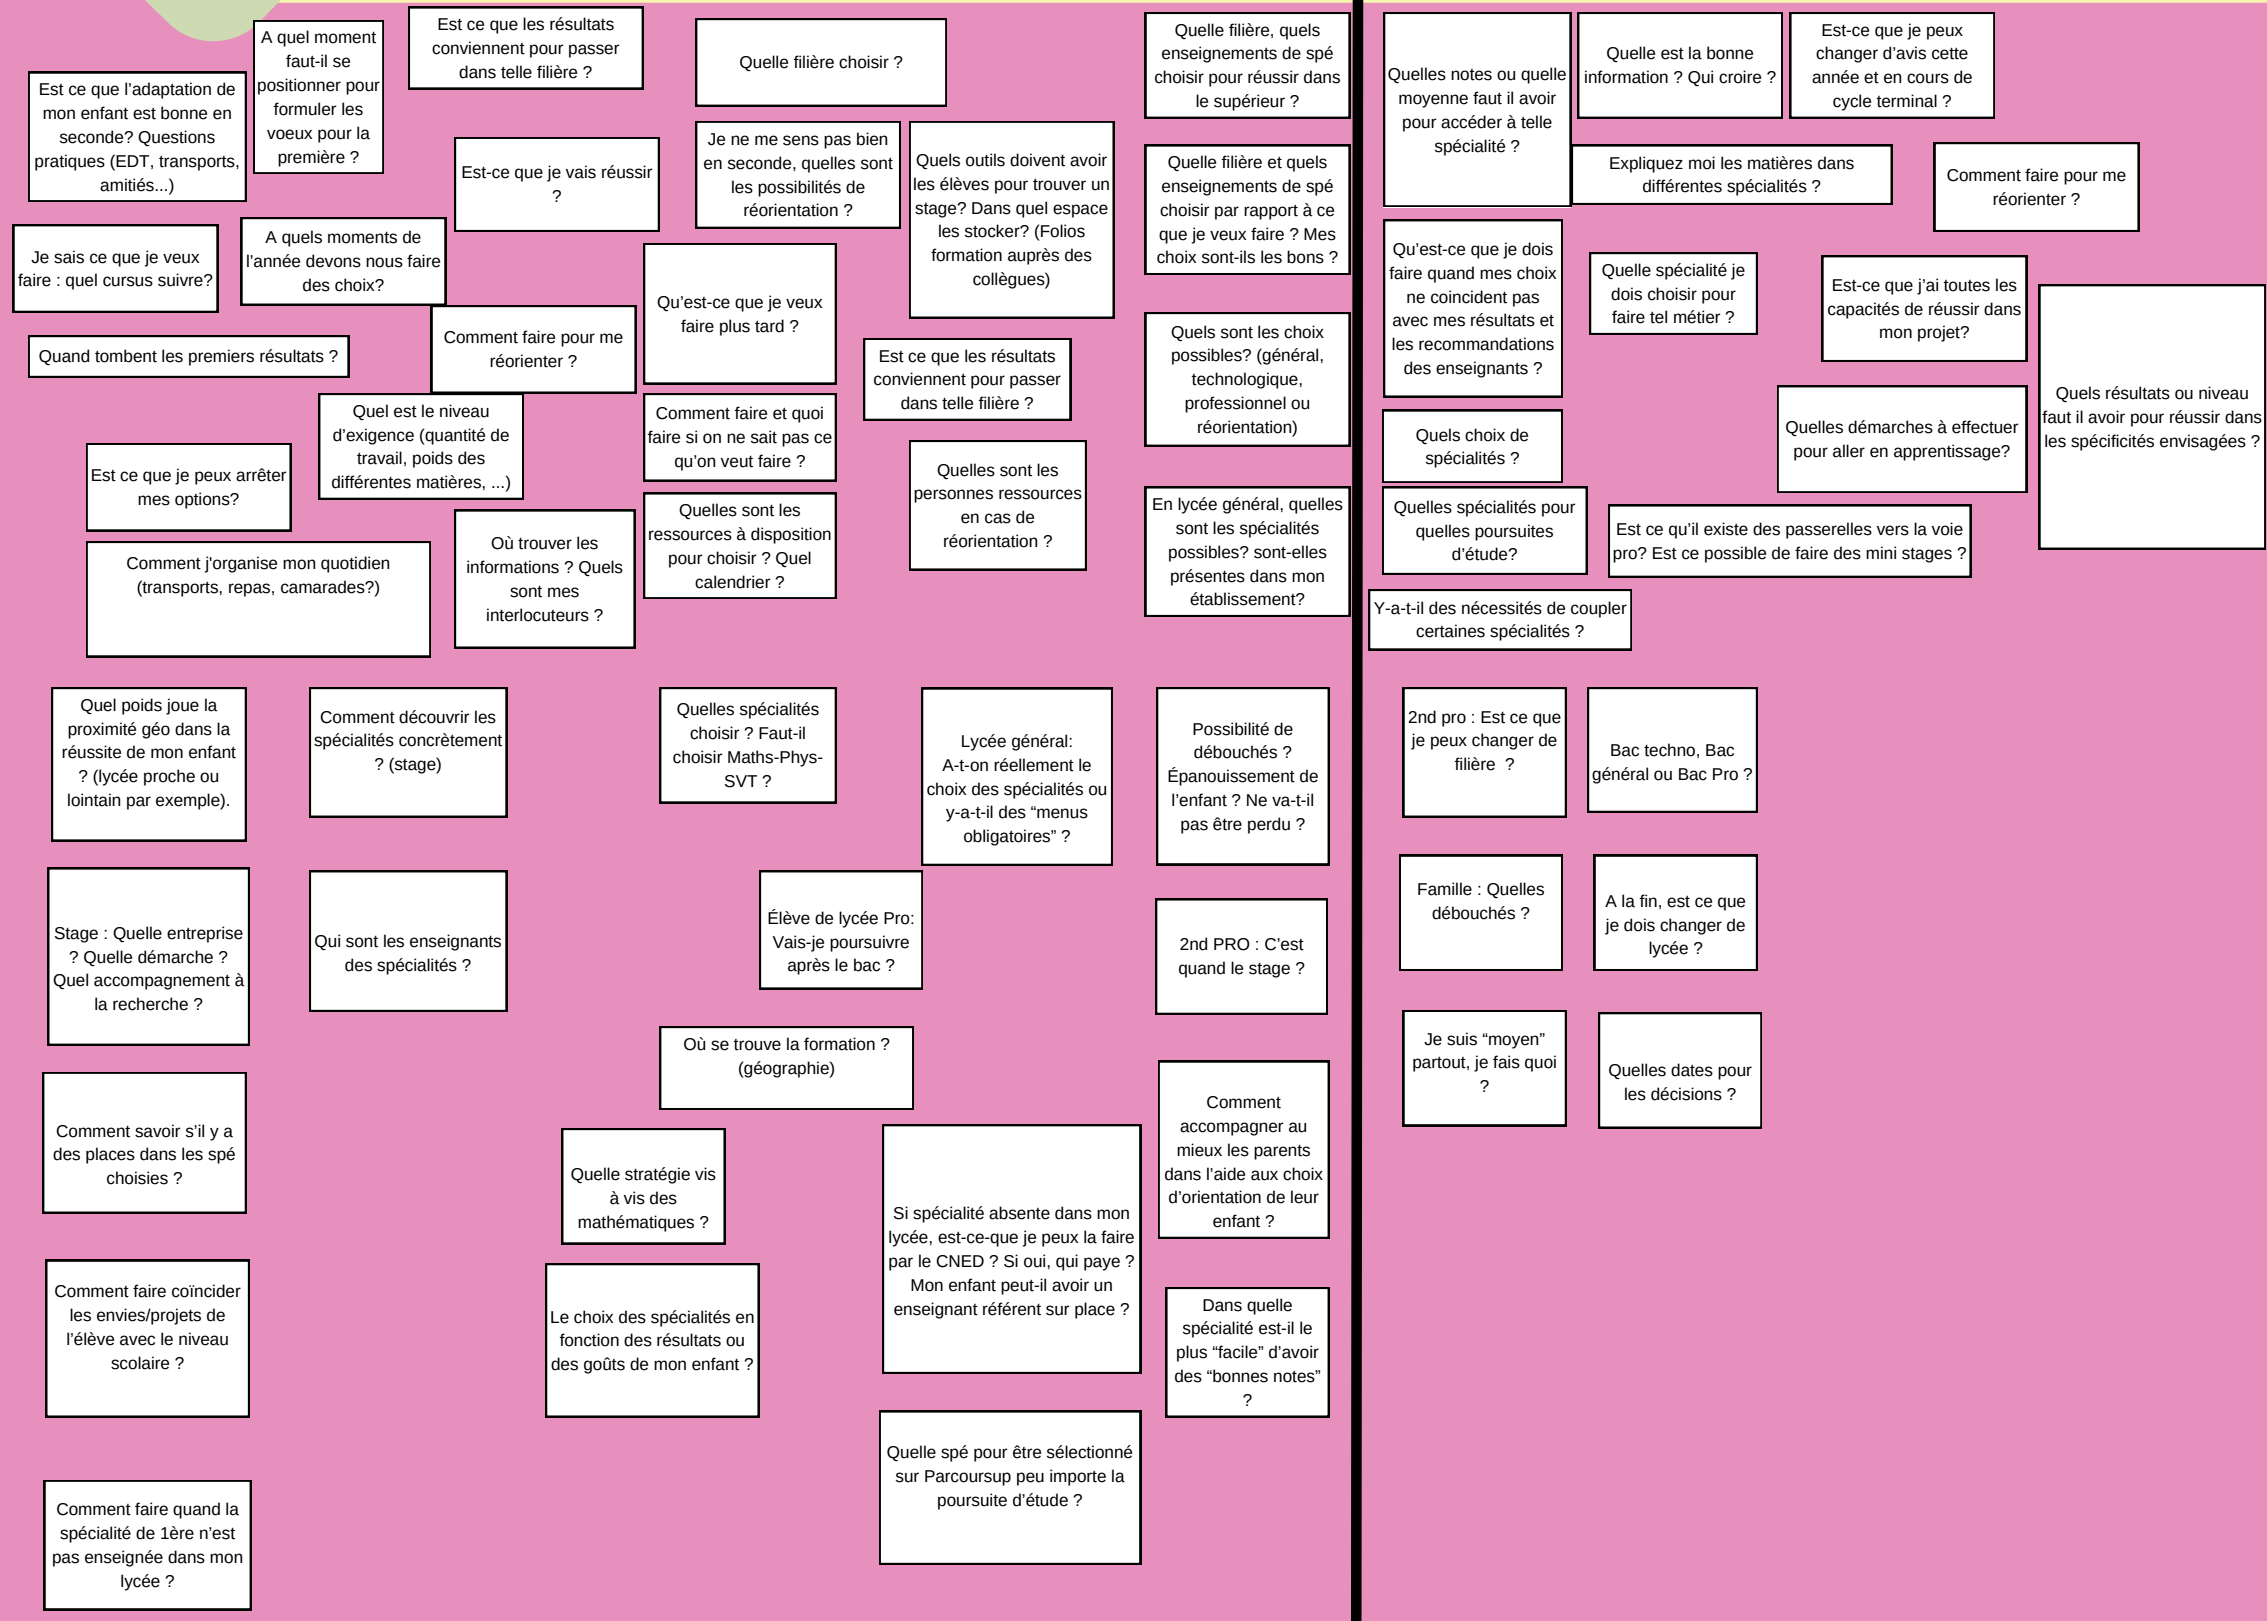 Est ce que l'adaptation de
mon enfant est bonne en
seconde? Questions
pratiques (EDT, transports,
amitiés...)
A quel moment
faut-il se
positionner pour
formuler les
voeux pour la
première ?
Est ce que les résultats
conviennent pour passer
dans telle filière ?
Quelle filière choisir ?
Quelle filière, quels
enseignements de spé
choisir pour réussir dans
le supérieur ?
Est-ce que je vais réussir
?
Je ne me sens pas bien
en seconde, quelles sont
les possibilités de
réorientation ?
Quels outils doivent avoir
les élèves pour trouver un
stage? Dans quel espace
les stocker? (Folios
formation auprès des
collègues)
Quelle filière et quels
enseignements de spé
choisir par rapport à ce
que je veux faire ? Mes
choix sont-ils les bons ?
Je sais ce que je veux
faire : quel cursus suivre?
A quels moments de
l'année devons nous faire
des choix?
Qu'est-ce que je veux
faire plus tard ?
Comment faire pour me
réorienter ?
Quand tombent les premiers résultats ?
Est ce que les résultats
conviennent pour passer
dans telle filière ?
Quels sont les choix
possibles? (général,
technologique,
professionnel ou
réorientation)
Quel est le niveau
d'exigence (quantité de
travail, poids des
différentes matières, ...)
Comment faire et quoi
faire si on ne sait pas ce
qu'on veut faire ?
Est ce que je peux arrêter
mes options?
Quelles sont les
personnes ressources
en cas de
réorientation ?
Quelles sont les
ressources à disposition
pour choisir ? Quel
calendrier ?
En lycée général, quelles
sont les spécialités
possibles? sont-elles
présentes dans mon
établissement?
Où trouver les
informations ? Quels
sont mes
interlocuteurs ?
Comment j'organise mon quotidien
(transports, repas, camarades?)
Quel poids joue la
proximité géo dans la
réussite de mon enfant
? (lycée proche ou
lointain par exemple).
Comment découvrir les
spécialités concrètement
? (stage)
Quelles spécialités
choisir ? Faut-il
choisir Maths-Phys-
SVT ?
Lycée général:
A-t-on réellement le
choix des spécialités ou
y-a-t-il des “menus
obligatoires” ?
Possibilité de
débouchés ?
Épanouissement de
l'enfant ? Ne va-t-il
pas être perdu ?
Stage : Quelle entreprise
? Quelle démarche ?
Quel accompagnement à
la recherche ?
Qui sont les enseignants
des spécialités ?
Élève de lycée Pro:
Vais-je poursuivre
après le bac ?
2nd PRO : C'est
quand le stage ?
Où se trouve la formation ?
(géographie)
Comment savoir s'il y a
des places dans les spé
choisies ?
Quelle stratégie vis
à vis des
mathématiques ?
Si spécialité absente dans mon
lycée, est-ce-que je peux la faire
par le CNED ? Si oui, qui paye ?
Mon enfant peut-il avoir un
enseignant référent sur place ?
Comment
accompagner au
mieux les parents
dans l'aide aux choix
d'orientation de leur
enfant ?
Comment faire coïncider
les envies/projets de
l'élève avec le niveau
scolaire ?
Le choix des spécialités en
fonction des résultats ou
des goûts de mon enfant ?
Dans quelle
spécialité est-il le
plus “facile” d'avoir
des “bonnes notes”
?
Quelle spé pour être sélectionné
sur Parcoursup peu importe la
poursuite d'étude ?
Comment faire quand la
spécialité de 1ère n'est
pas enseignée dans mon
lycée ?
Quelles notes ou quelle
moyenne faut il avoir
pour accéder à telle
spécialité ?
Quelle est la bonne
information ? Qui croire ?
Est-ce que je peux
changer d'avis cette
année et en cours de
cycle terminal ?
Expliquez moi les matières dans
différentes spécialités ?
Comment faire pour me
réorienter ?
Qu'est-ce que je dois
faire quand mes choix
ne coincident pas
avec mes résultats et
les recommandations
des enseignants ?
Quelle spécialité je
dois choisir pour
faire tel métier ?
Est-ce que j'ai toutes les
capacités de réussir dans
mon projet?
Quels résultats ou niveau
faut il avoir pour réussir dans
les spécificités envisagées ?
Quels choix de
spécialités ?
Quelles démarches à effectuer
pour aller en apprentissage?
Quelles spécialités pour
quelles poursuites
d'étude?
Est ce qu'il existe des passerelles vers la voie
pro? Est ce possible de faire des mini stages ?
Y-a-t-il des nécessités de coupler
certaines spécialités ?
2nd pro : Est ce que
je peux changer de
filière ?
Bac techno, Bac
général ou Bac Pro ?
Famille : Quelles
débouchés ?
A la fin, est ce que
je dois changer de
lycée ?
Je suis “moyen”
partout, je fais quoi
?
Quelles dates pour
les décisions ?